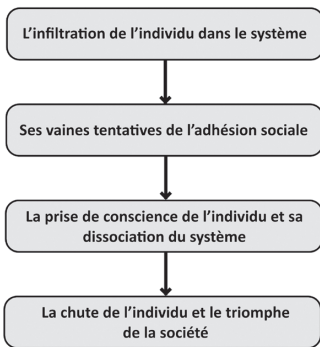 L’infiltration de l’individu dans le système
Ses vaines tentatives de l’adhésion sociale
La prise de conscience de l’individu et sa
dissociation du système
La chute de l’individu et le triomphe
de la société